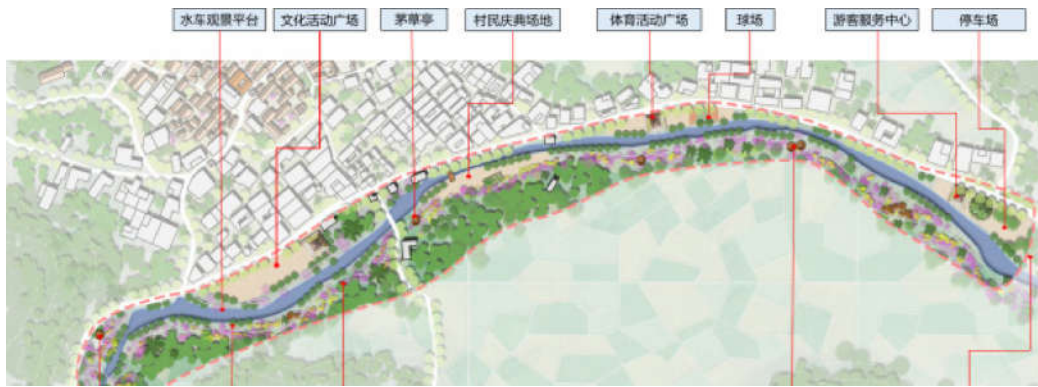 水车观景平台
文化活动广场
茅草亭
村民庆典场地
体育活动广场
球场
游客服务中心
停车场